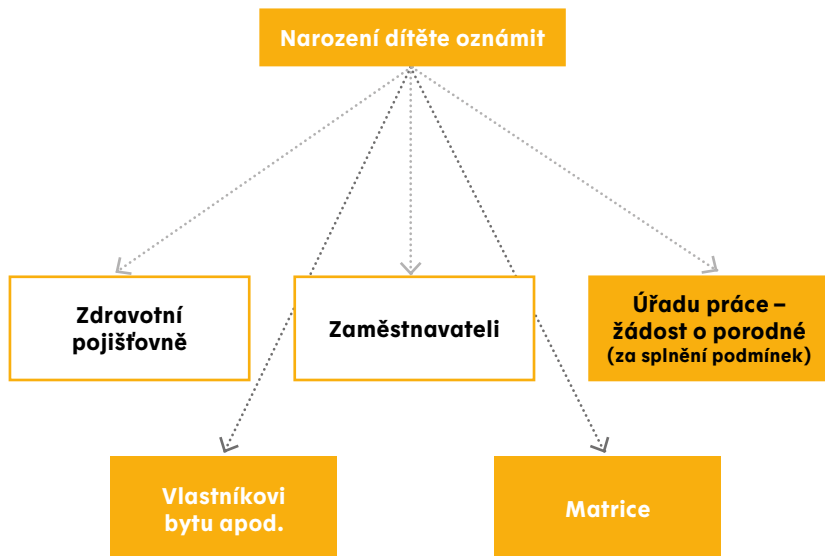 Narození dítěte oznámit
Zdravotní
pojišťovně
Zaměstnavateli
Úřadu práce –
žádost o porodné
(za splnění podmínek)
Vlastníkovi
bytu apod.
Matrice